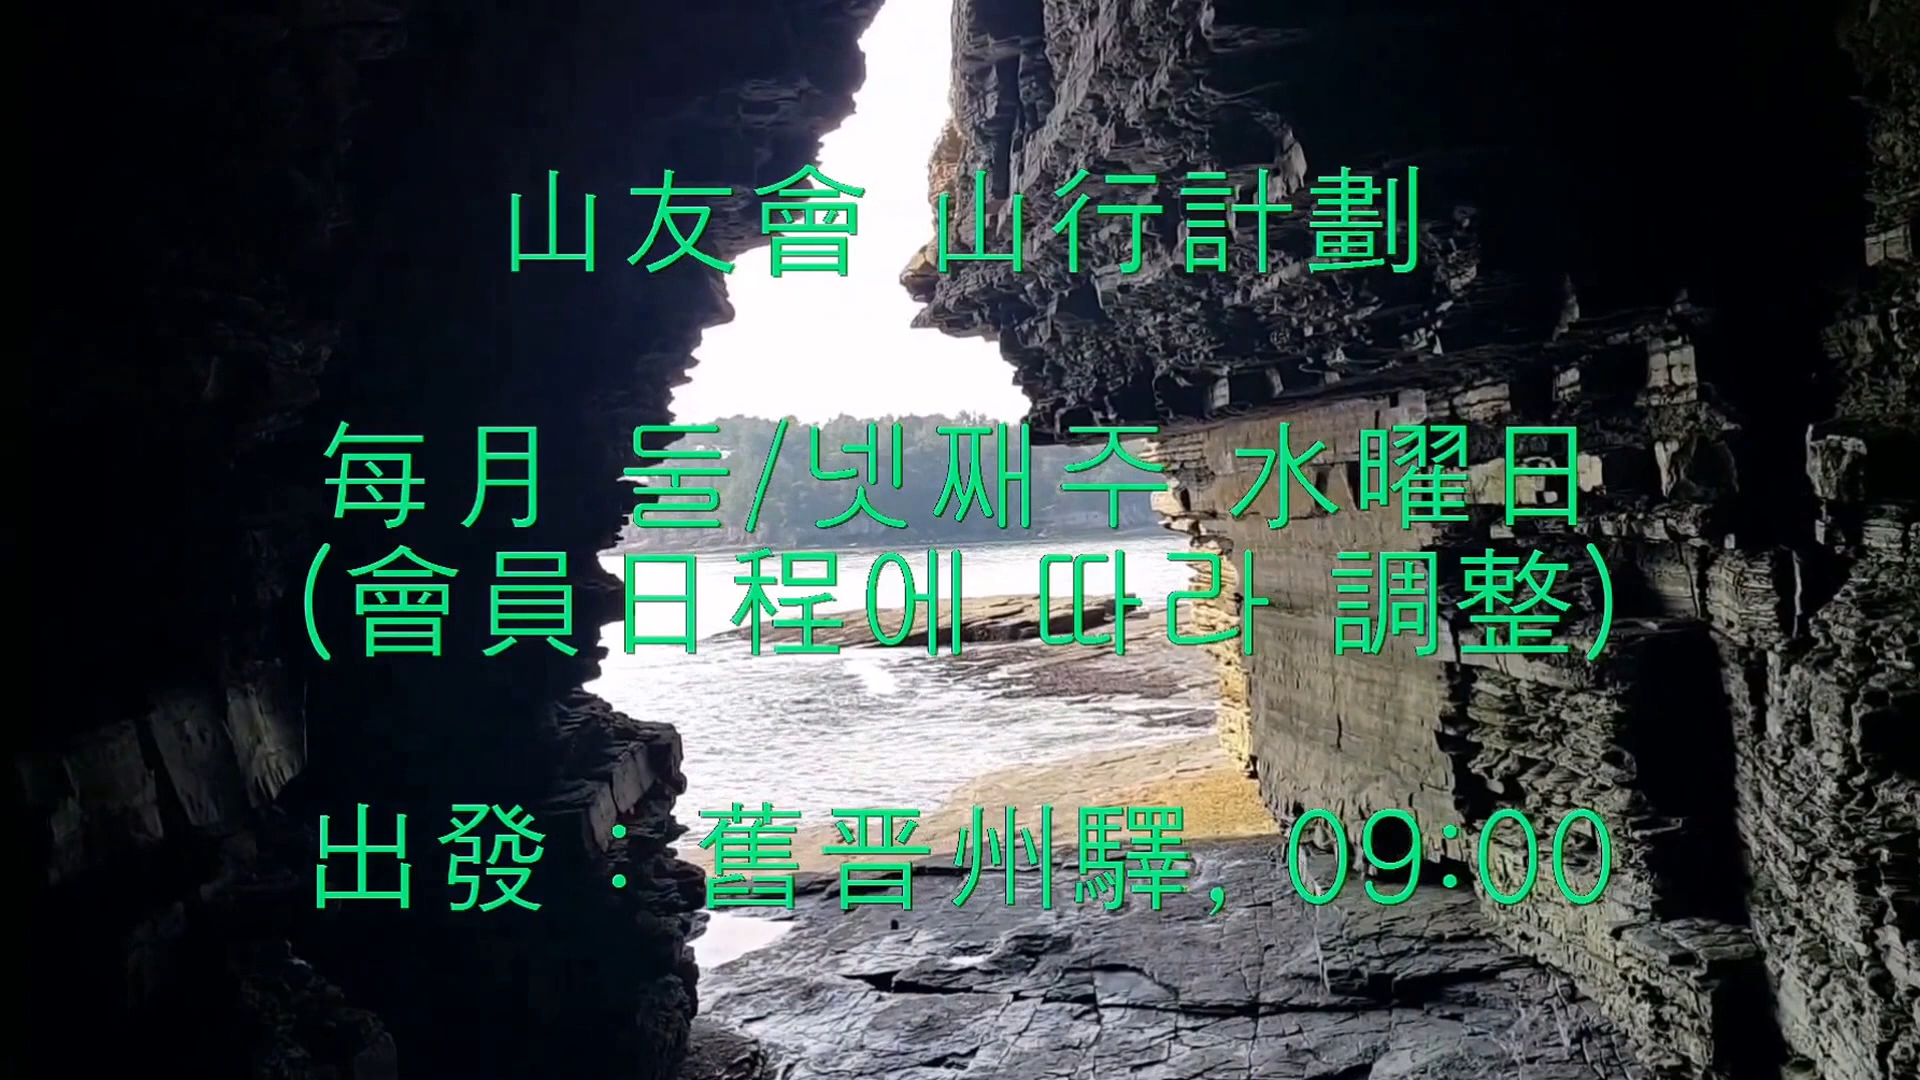 山友會 山行計劃
每月 둘/넷째주 水曜日
(會員日程에 따라 調整)
出發 : 舊晋州驛, 09:00